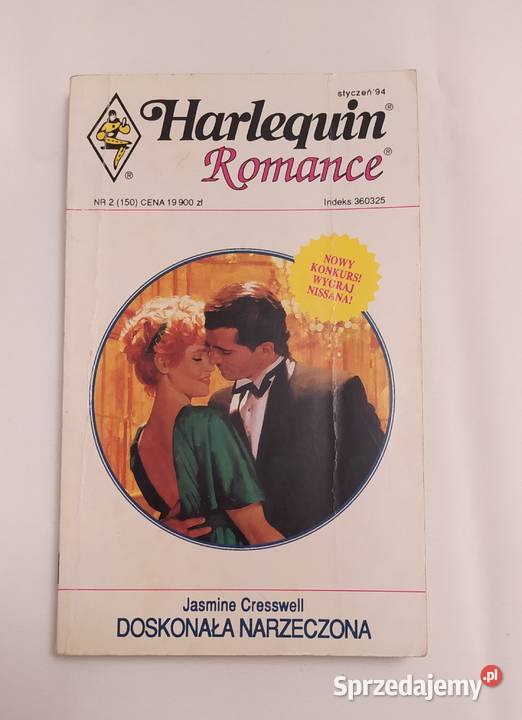 styczeń'94
Harlequin®
Romance®
®
NR 2 (150) CENA 19 900 zł
Indeks 360325
NOWY
KONKURS!
WYGRAJ
NISSANA!
Jasmine Cresswell
DOSKONAŁA NARZECZONA
Sprzedajemy.pl